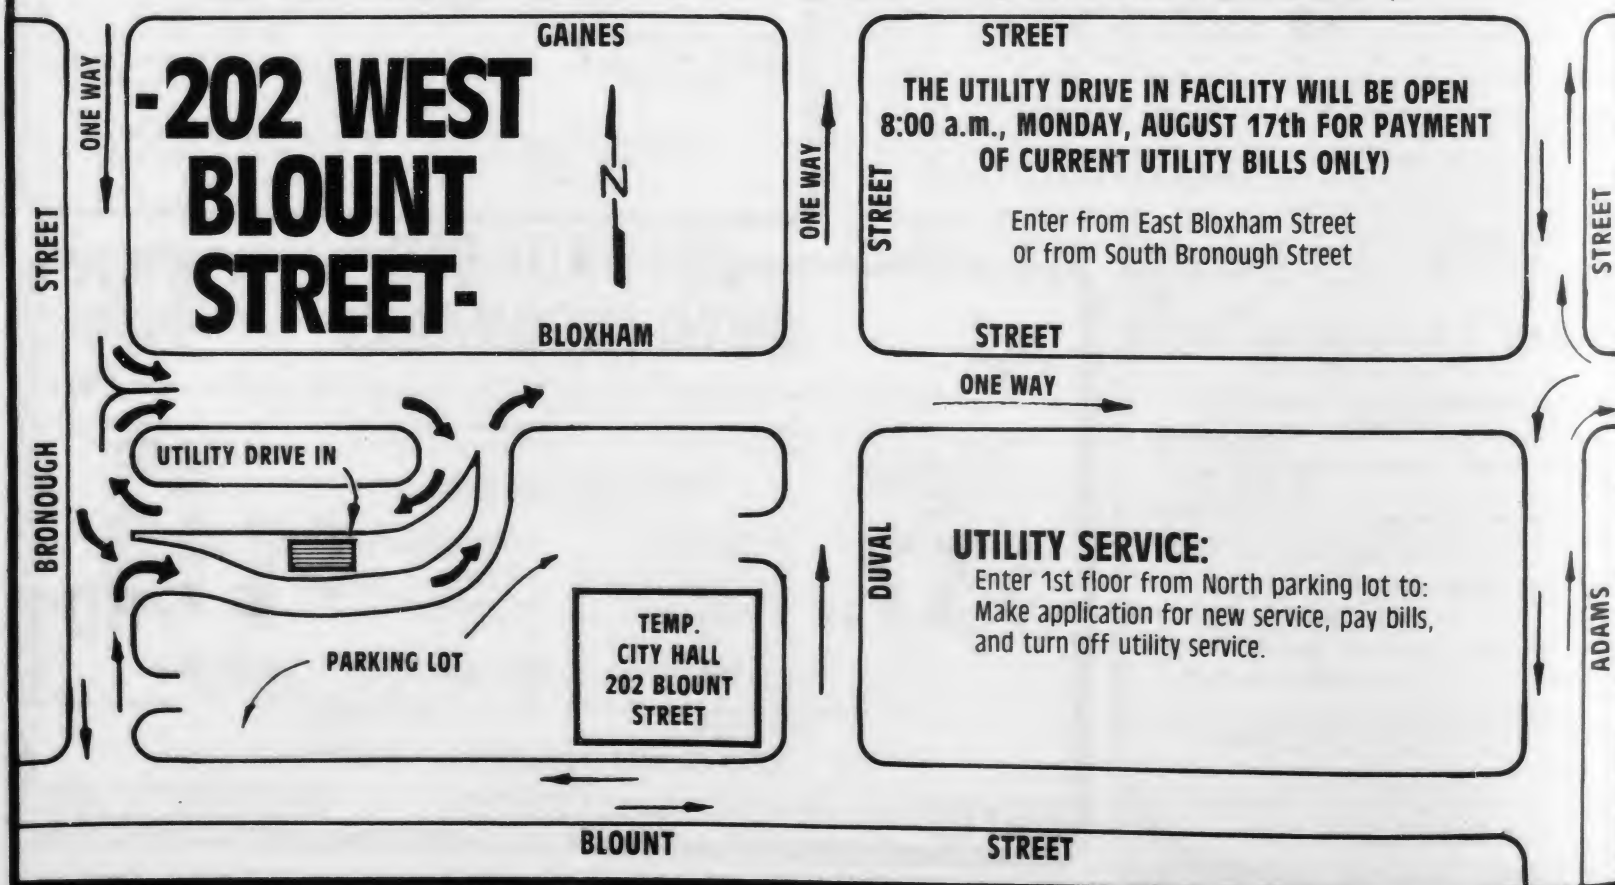 GAINES STREET
ONE WAY
-202 WEST
BLOUNT
STREET-
N
ONE WAY
THE UTILITY DRIVE IN FACILITY WILL BE OPEN
8:00 a.m., MONDAY, AUGUST 17th FOR PAYMENT
OF CURRENT UTILITY BILLS ONLY)
Enter from East Bloxham Street
or from South Bronough Street
STREET
STREET
STREET
BLOXHAM STREET
ONE WAY
BRONOUGH
UTILITY DRIVE IN
PARKING LOT
TEMP.
CITY HALL
202 BLOUNT
STREET
DUVAL
UTILITY SERVICE:
Enter 1st floor from North parking lot to:
Make application for new service, pay bills,
and turn off utility service.
ADAMS
BLOUNT STREET